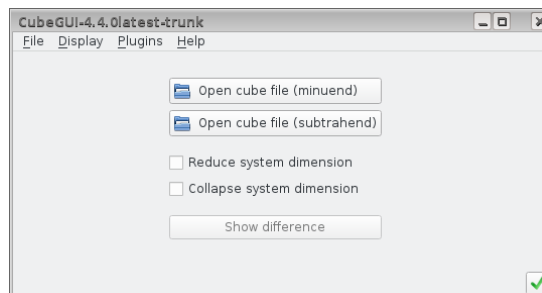 CubeGUI-4.4.0latest-trunk
File Display Plugins Help
Open cube file (minuend)
Open cube file (subtrahend)
Reduce system dimension
Collapse system dimension
Show difference